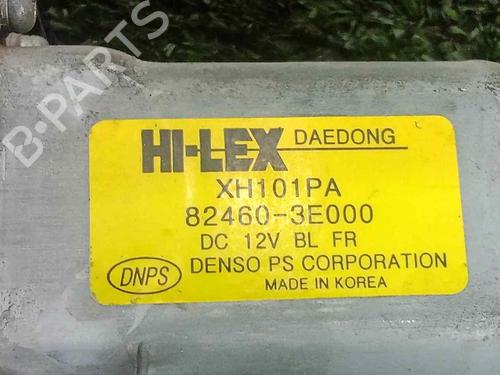 B-PARTS
HI-LEX DAEDONG
XH101PA
82460-3E000
DC 12V BL FR
DNPS DENSO PS CORPORATION
MADE IN KOREA